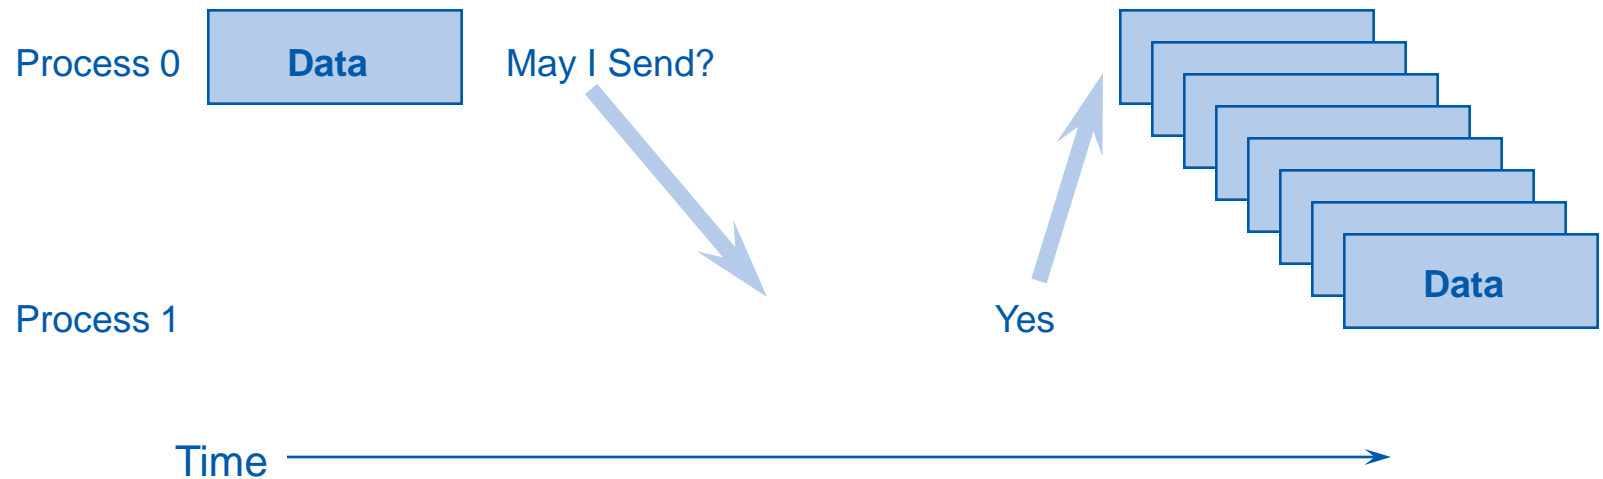 Process 0 Data May I Send?
Data
Process 1 Yes
Time